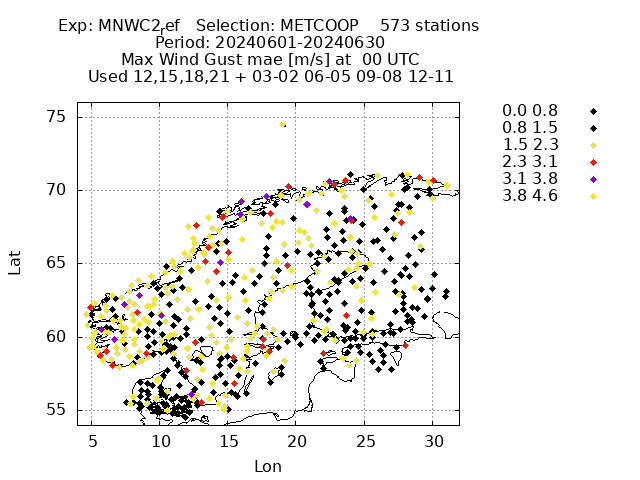 Exp: MNWC2ref Selection: METCOOP 573 stations
Period: 20240601-20240630
Max Wind Gust mae [m/s] at 00 UTC
Used 12,15,18,21 + 03-02 06-05 09-08 12-11
0.0 0.8
0.8 1.5
1.5 2.3
2.3 3.1
3.1 3.8
3.8 4.6
75
70
65
60
55
Lat
5 10 15 20 25 30
Lon